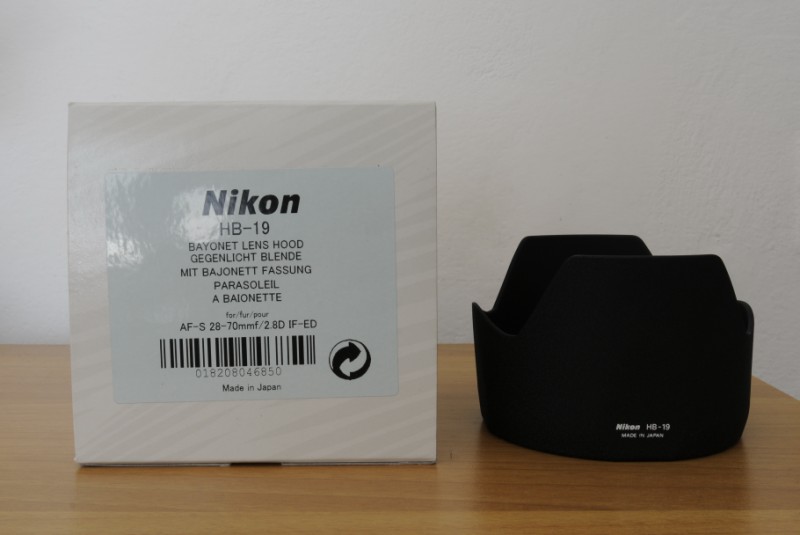 Nikon
HB-19
BAYONET LENS HOOD
GEGENLICHT BLENDE
MIT BAJONETT FASSUNG
PARASOLEIL
A BAIONETTE
for/fur/pour
AF-S 28-70mmf/2.8D IF-ED
018208046850
Made in Japan
Nikon HB-19
MADE IN JAPAN